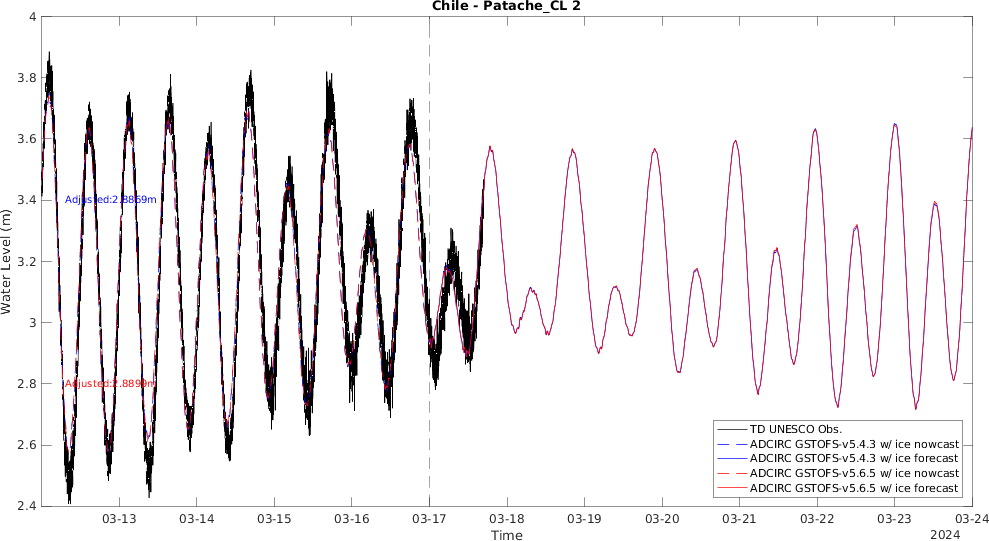 Chile - Patache_CL 2
Water Level (m)
4
3.8
3.6
3.4
3.2
3
2.8
2.6
2.4
Adjusted:2.8869m
Adjusted:2.8899m
TD UNESCO Obs.
ADCIRC GSTOFS-v5.4.3 w/ ice nowcast
ADCIRC GSTOFS-v5.4.3 w/ ice forecast
ADCIRC GSTOFS-v5.6.5 w/ ice nowcast
ADCIRC GSTOFS-v5.6.5 w/ ice forecast
03-13 03-14 03-15 03-16 03-17 03-18 03-19 03-20 03-21 03-22 03-23 03-24
Time
2024